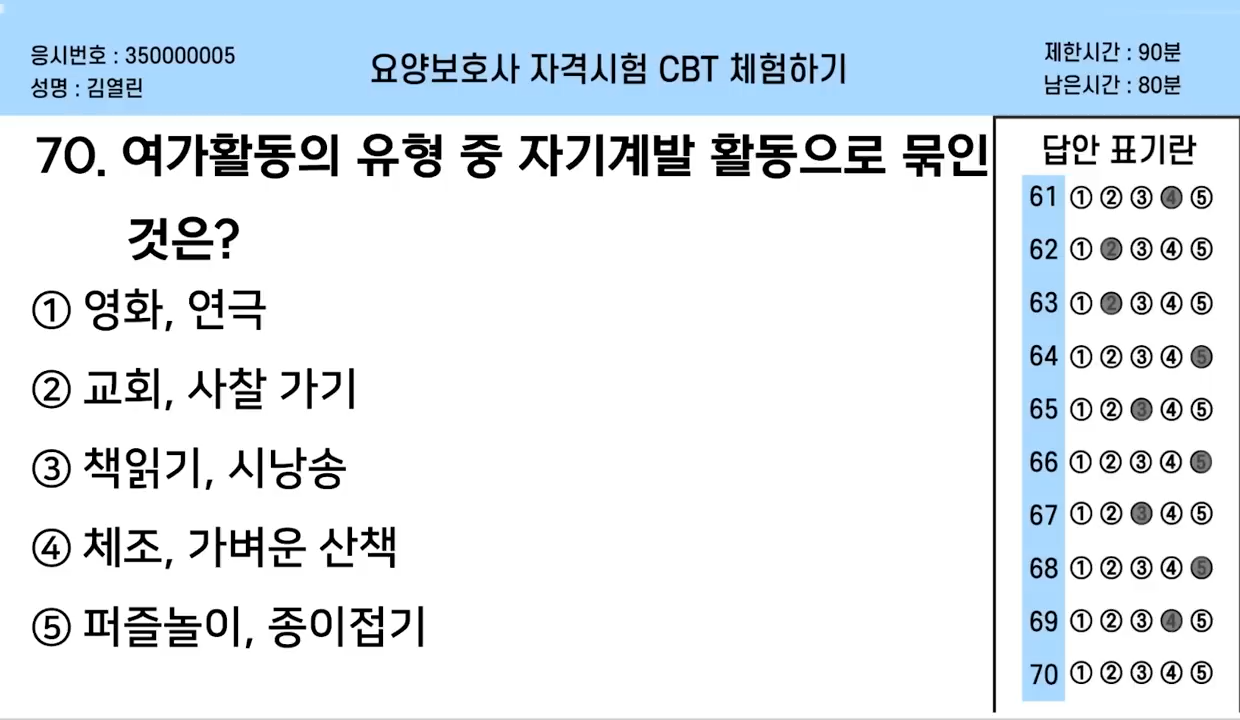 응시번호 : 350000005
성명 : 김열린
요양보호사 자격시험 CBT 체험하기
제한시간 : 90분
남은시간 : 80분
70. 여가활동의 유형 중 자기계발 활동으로 묶인
것은?
① 영화, 연극
② 교회, 사찰 가기
③ 책읽기, 시낭송
④ 체조, 가벼운 산책
⑤ 퍼즐놀이, 종이접기
답안 표기란
61 ① ② ③ ④ ⑤
62 ① ② ③ ④ ⑤
63 ① ② ③ ④ ⑤
64 ① ② ③ ④ ⑤
65 ① ② ③ ④ ⑤
66 ① ② ③ ④ ⑤
67 ① ② ③ ④ ⑤
68 ① ② ③ ④ ⑤
69 ① ② ③ ④ ⑤
70 ① ② ③ ④ ⑤